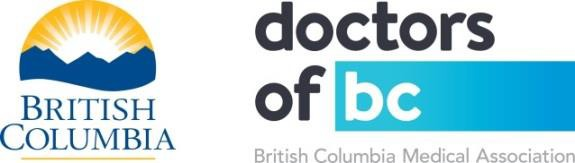 BRITISH
COLUMBIA
doctors
of bc
British Columbia Medical Association